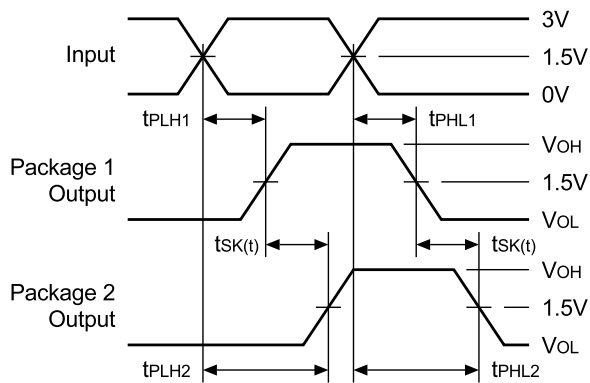 3V
Input
1.5V
0V
tPLH1
tPHL1
VOH
Package 1
Output
1.5V
VOL
tSK(t)
tSK(t)
VOH
Package 2
Output
1.5V
VOL
tPLH2
tPHL2